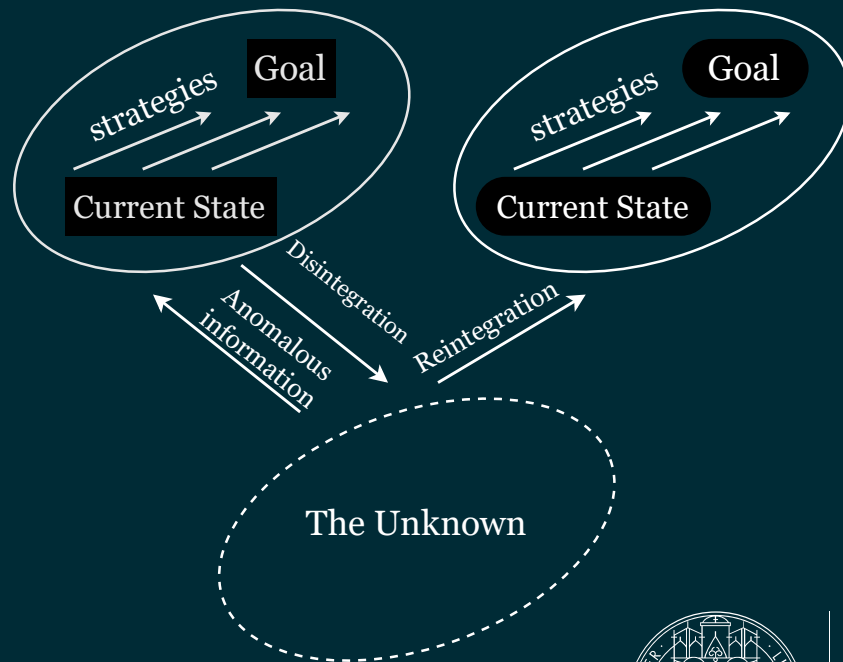 Goal
strategies
Current State
Goal
strategies
Current State
Disintegration
Anomalous
information
Reintegration
The Unknown